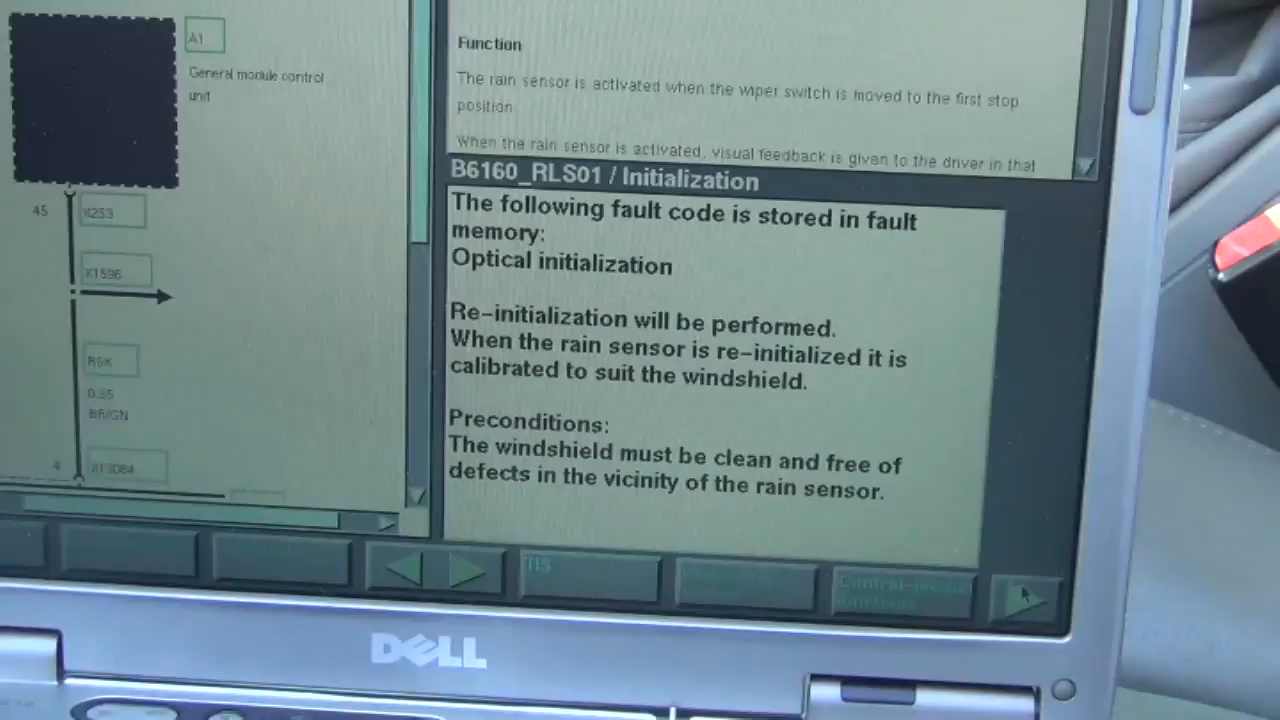 A1
General module control
unit
45
X253
X1596
RSK
0.35
BR/GN
4
X13084
Function
The rain sensor is activated when the wiper switch is moved to the first stop
position
When the rain sensor is activated, visual feedback is given to the driver in that
B6160_RLS01 / Initialization
The following fault code is stored in fault
memory:
Optical initialization
Re-initialization will be performed.
When the rain sensor is re-initialized it is
calibrated to suit the windshield.
Preconditions:
The windshield must be clean and free of
defects in the vicinity of the rain sensor.
TIS
Control-module
functions
DELL